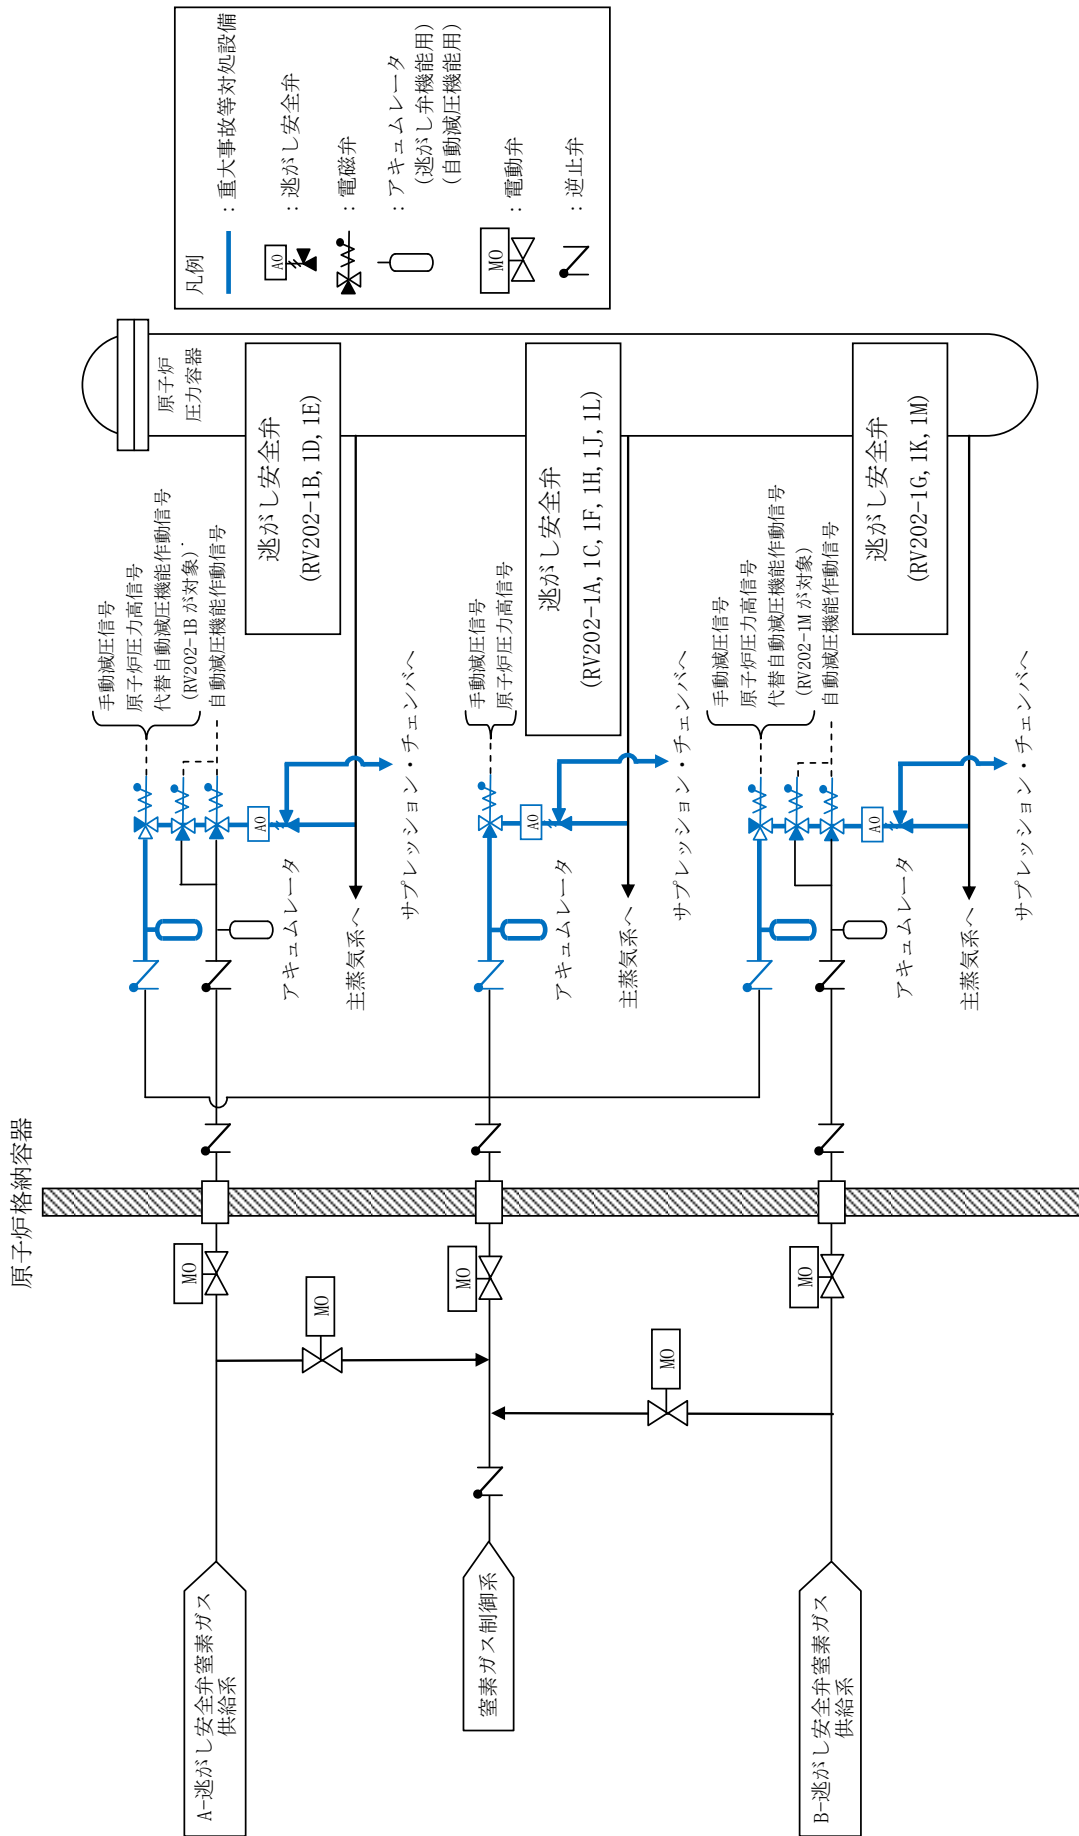 原子炉格納容器
A-逃がし安全弁窒素ガス
供給系
窒素ガス制御系
B-逃がし安全弁窒素ガス
供給系
MO
MO
MO
MO
MO
手動減圧信号
原子炉圧力高信号
代替自動減圧機能作動信号
(RV202-1B が対象)
自動減圧機能作動信号
AO
アキュムレータ
主蒸気系へ
サプレッション・チェンバへ
手動減圧信号
原子炉圧力高信号
AO
アキュムレータ
主蒸気系へ
サプレッション・チェンバへ
手動減圧信号
原子炉圧力高信号
代替自動減圧機能作動信号
(RV202-1M が対象)
自動減圧機能作動信号
AO
アキュムレータ
主蒸気系へ
サプレッション・チェンバへ
原子炉
圧力容器
逃がし安全弁
(RV202-1B, 1D, 1E)
逃がし安全弁
(RV202-1A, 1C, 1F, 1H, 1J, 1L)
逃がし安全弁
(RV202-1G, 1K, 1M)
凡例
：重大事故等対処設備
AO ：逃がし安全弁
：電磁弁
：アキュムレータ
(逃がし弁機能用)
(自動減圧機能用)
MO ：電動弁
：逆止弁